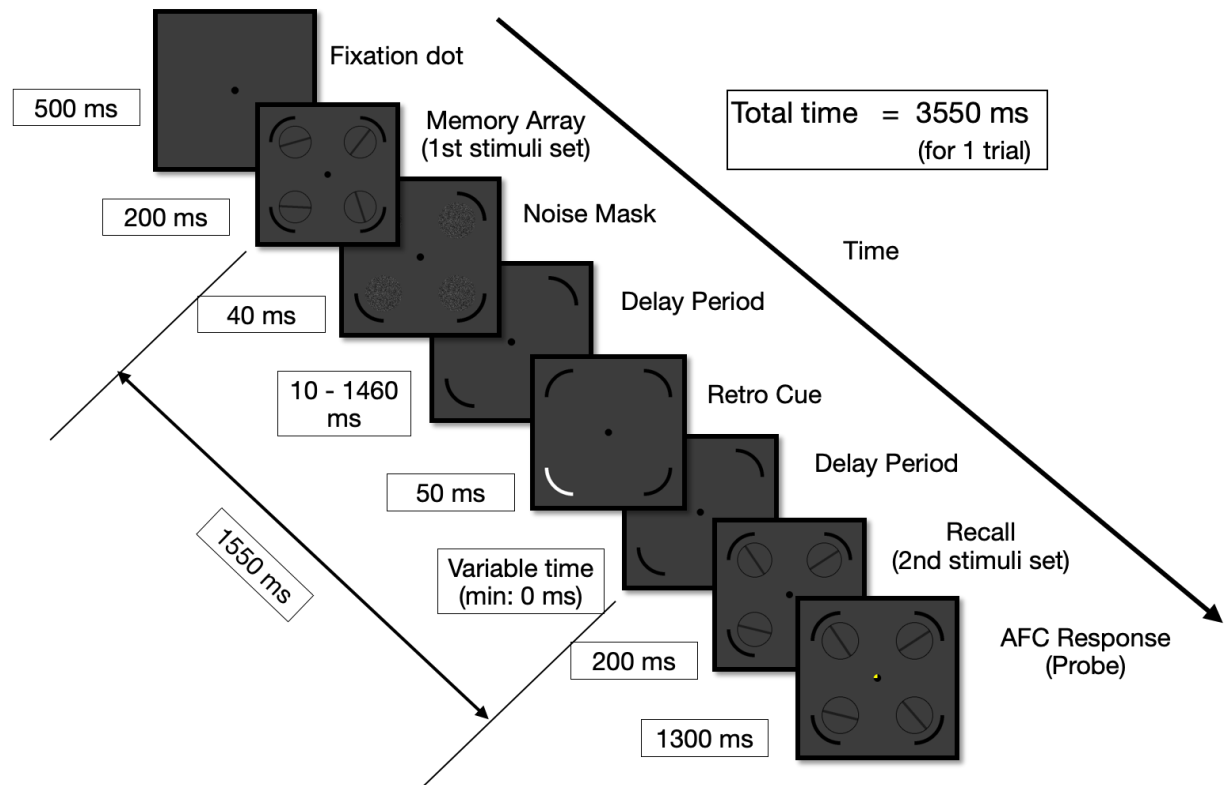 Fixation dot
500 ms
Total time = 3550 ms
(for 1 trial)
Memory Array
(1st stimuli set)
200 ms
Noise Mask
Time
40 ms
Delay Period
10 - 1460
ms
Retro Cue
50 ms
Delay Period
1550 ms
Variable time
(min: 0 ms)
Recall
(2nd stimuli set)
200 ms
AFC Response
(Probe)
1300 ms